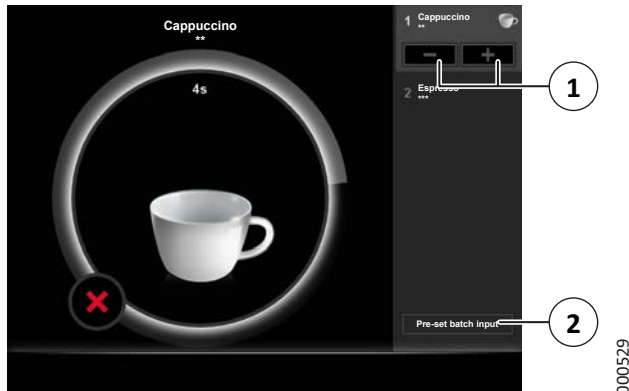 Cappuccino
**
4s
1 Cappuccino
**
− +
1
2 Espresso
***
Pre-set batch input
2
000529